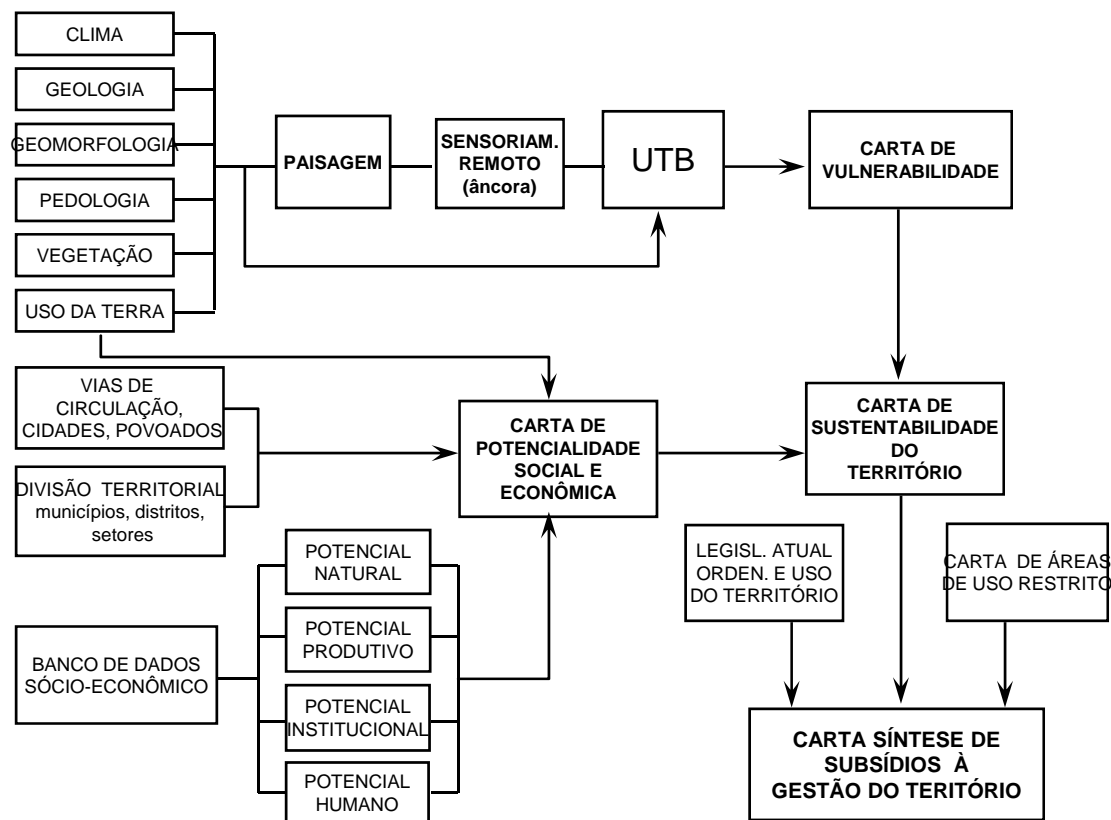 CLIMA
GEOLOGIA
GEOMORFOLOGIA
PEDOLOGIA
VEGETAÇÃO
USO DA TERRA
PAISAGEM
SENSORIAM.
REMOTO
(âncora)
UTB
CARTA DE
VULNERABILIDADE
VIAS DE
CIRCULAÇÃO,
CIDADES, POVOADOS
DIVISÃO TERRITORIAL
municípios, distritos,
setores
CARTA DE
POTENCIALIDADE
SOCIAL E
ECONÔMICA
CARTA DE
SUSTENTABILIDADE
DO
TERRITÓRIO
BANCO DE DADOS
SÓCIO-ECONÔMICO
POTENCIAL
NATURAL
POTENCIAL
PRODUTIVO
POTENCIAL
INSTITUCIONAL
POTENCIAL
HUMANO
LEGISL. ATUAL
ORDEN. E USO
DO TERRITÓRIO
CARTA DE ÁREAS
DE USO RESTRITO
CARTA SÍNTESE DE
SUBSÍDIOS À
GESTÃO DO TERITÓRIO